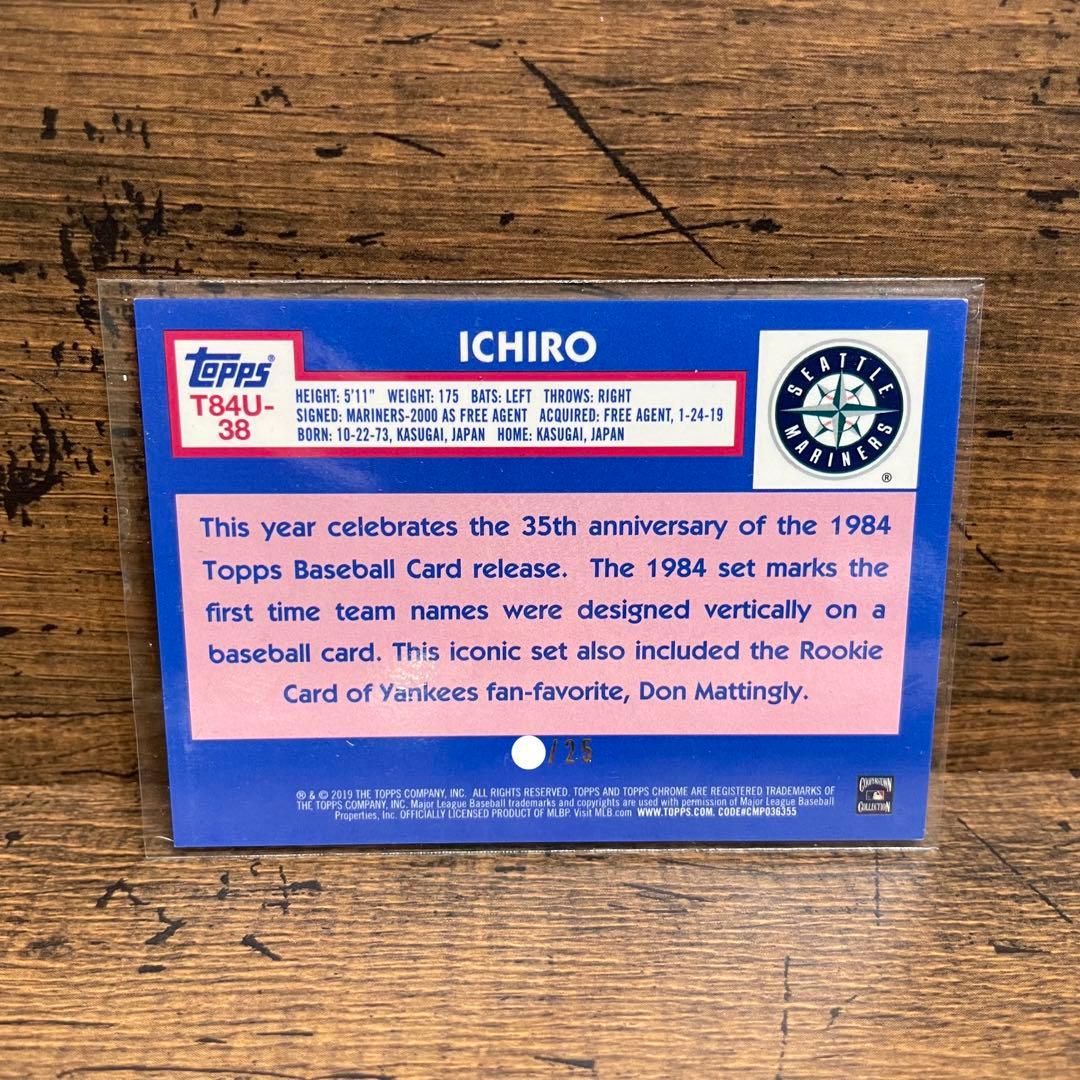 ICHIRO
Topps®
T84U-
38
HEIGHT: 5'11" WEIGHT: 175 BATS: LEFT THROWS: RIGHT
SIGNED: MARINERS-2000 AS FREE AGENT ACQUIRED: FREE AGENT, 1-24-19
BORN: 10-22-73, KASUGAI, JAPAN HOME: KASUGAI, JAPAN
SEATTLE
MARINERS
®
This year celebrates the 35th anniversary of the 1984
Topps Baseball Card release. The 1984 set marks the
first time team names were designed vertically on a
baseball card. This iconic set also included the Rookie
Card of Yankees fan-favorite, Don Mattingly.
/25
® & © 2019 THE TOPPS COMPANY, INC. ALL RIGHTS RESERVED. TOPPS AND TOPPS CHROME ARE REGISTERED TRADEMARKS OF
THE TOPPS COMPANY, INC. Major League Baseball trademarks and copyrights are used with permission of Major League Baseball
Properties, Inc. OFFICIALLY LICENSED PRODUCT OF MLBP. Visit MLB.com WWW.TOPPS.COM. CODE#CMP036355
COOPERSTOWN
COLLECTION